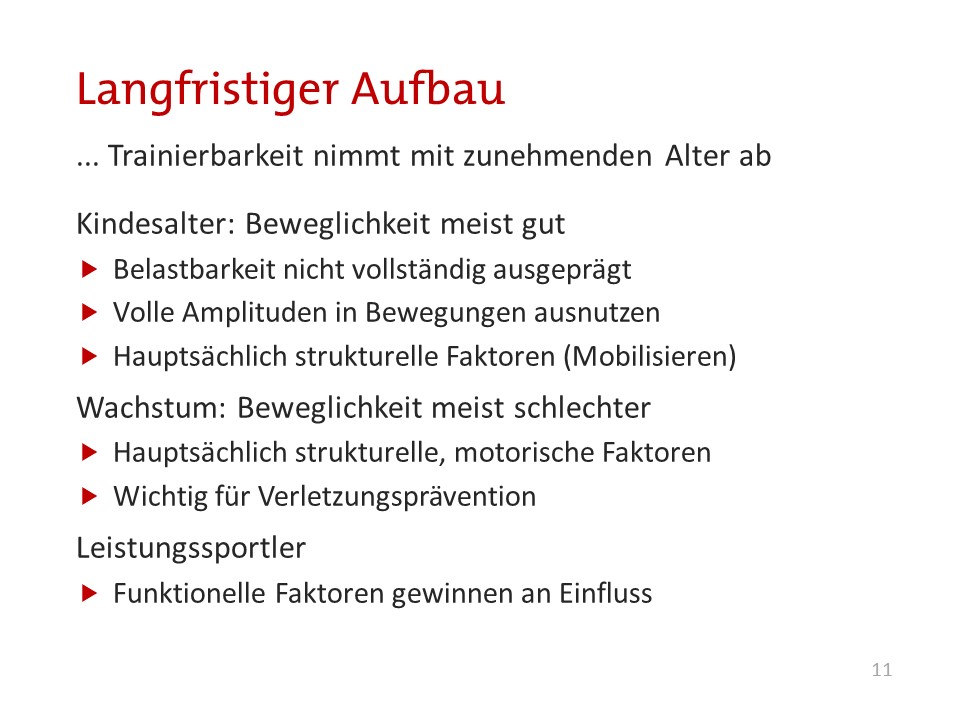 Langfristiger Aufbau
... Trainierbarkeit nimmt mit zunehmenden Alter ab
Kindesalter: Beweglichkeit meist gut
Belastbarkeit nicht vollständig ausgeprägt
Volle Amplituden in Bewegungen ausnutzen
Hauptsächlich strukturelle Faktoren (Mobilisieren)
Wachstum: Beweglichkeit meist schlechter
Hauptsächlich strukturelle, motorische Faktoren
Wichtig für Verletzungsprävention
Leistungssportler
Funktionelle Faktoren gewinnen an Einfluss
11